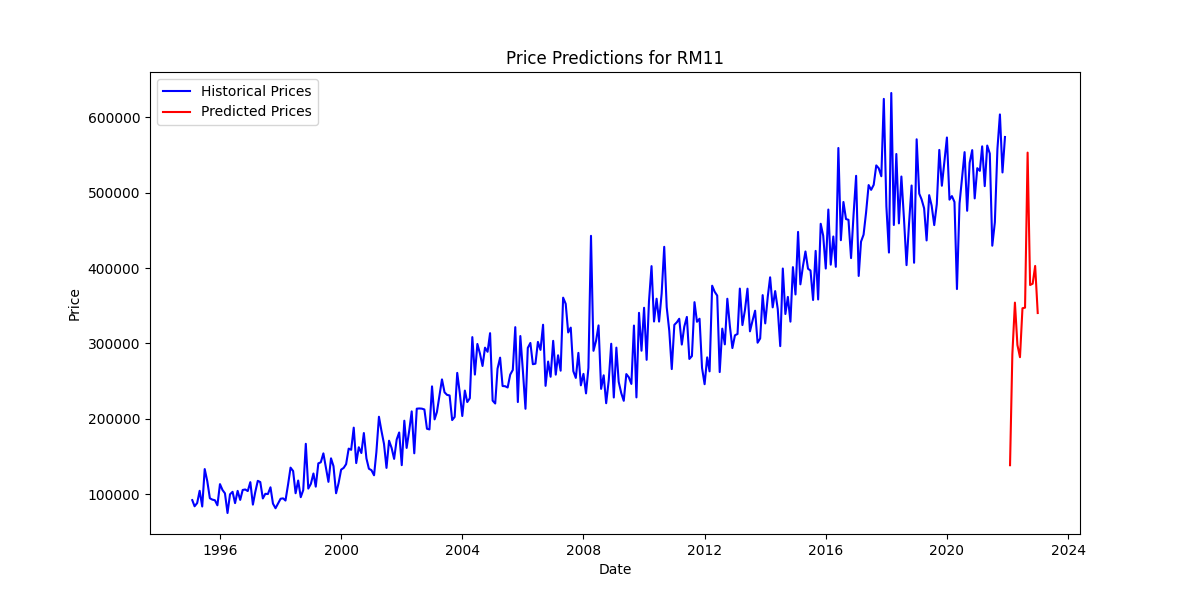 Price Predictions for RM11
Historical Prices
Predicted Prices
Price
600000
500000
400000
300000
200000
100000
1996 2000 2004 2008 2012 2016 2020 2024
Date